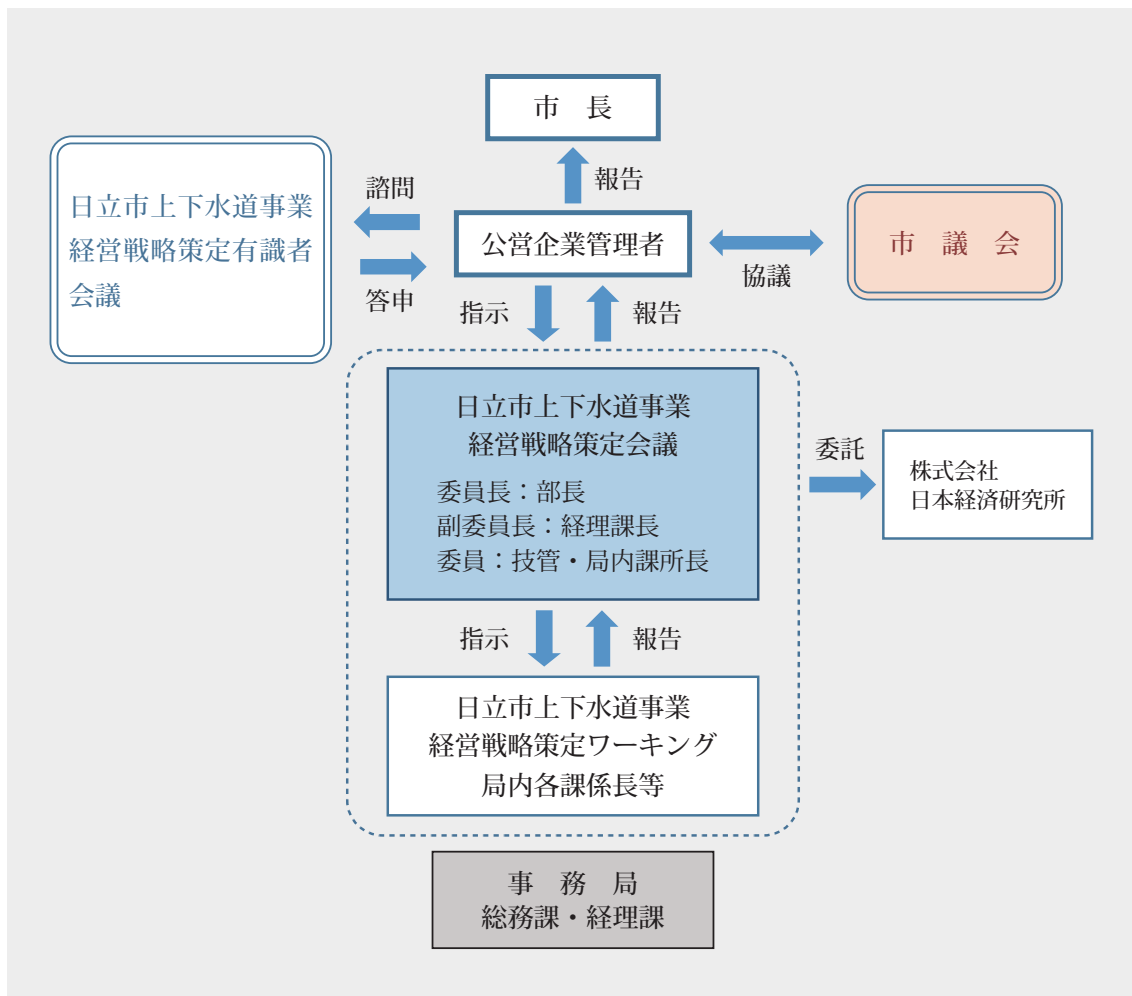 市　長
報告
日立市上下水道事業
経営戦略策定有識者
会議
諮問
答申
公営企業管理者
協議
市　議　会
指示
報告
日立市上下水道事業
経営戦略策定会議
委員長：部長
副委員長：経理課長
委員：技管・局内課所長
委託
株式会社
日本経済研究所
指示
報告
日立市上下水道事業
経営戦略策定ワーキング
局内各課係長等
事　務　局
総務課・経理課